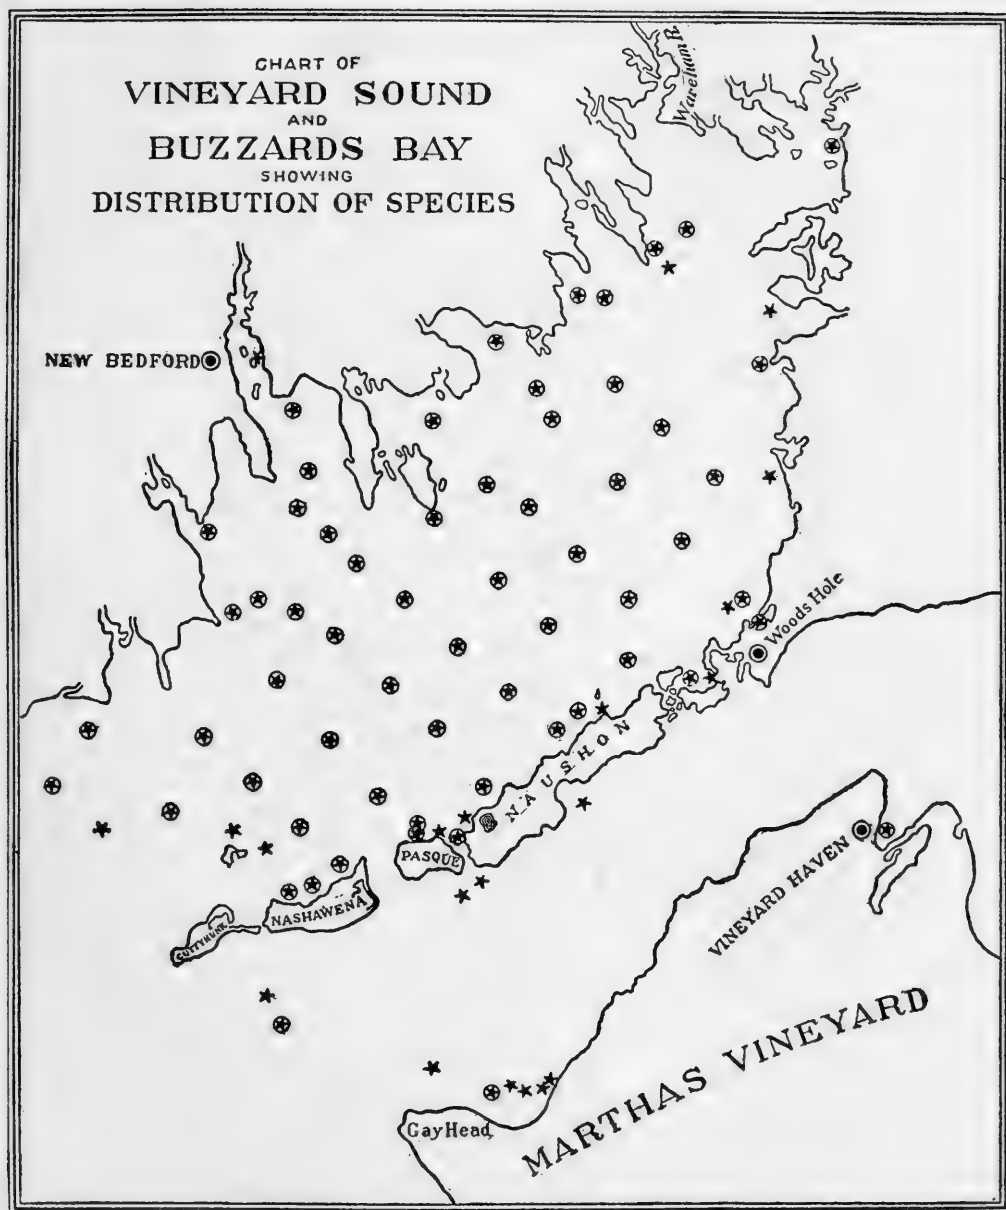 CHART OF
VINEYARD SOUND
AND
BUZZARDS BAY
SHOWING
DISTRIBUTION OF SPECIES
Wareham R.
NEW BEDFORD
Woods Hole
NAUSHON
PASQUE
NASHAWENA
CUTTYHUNK
VINEYARD HAVEN
MARTHAS VINEYARD
Gay Head